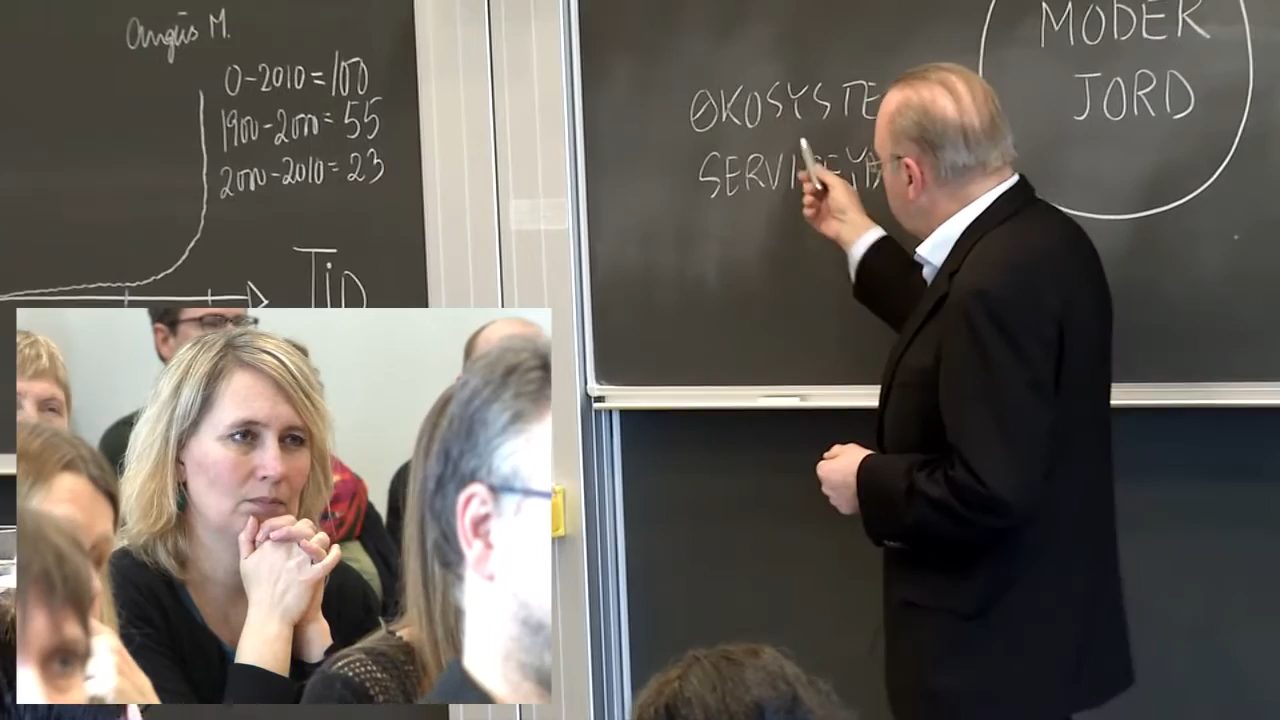 Angus M.
0-2010=100
1900-2000=55
2000-2010=23
TiD
ØKOSYSTE
MODER
JORD